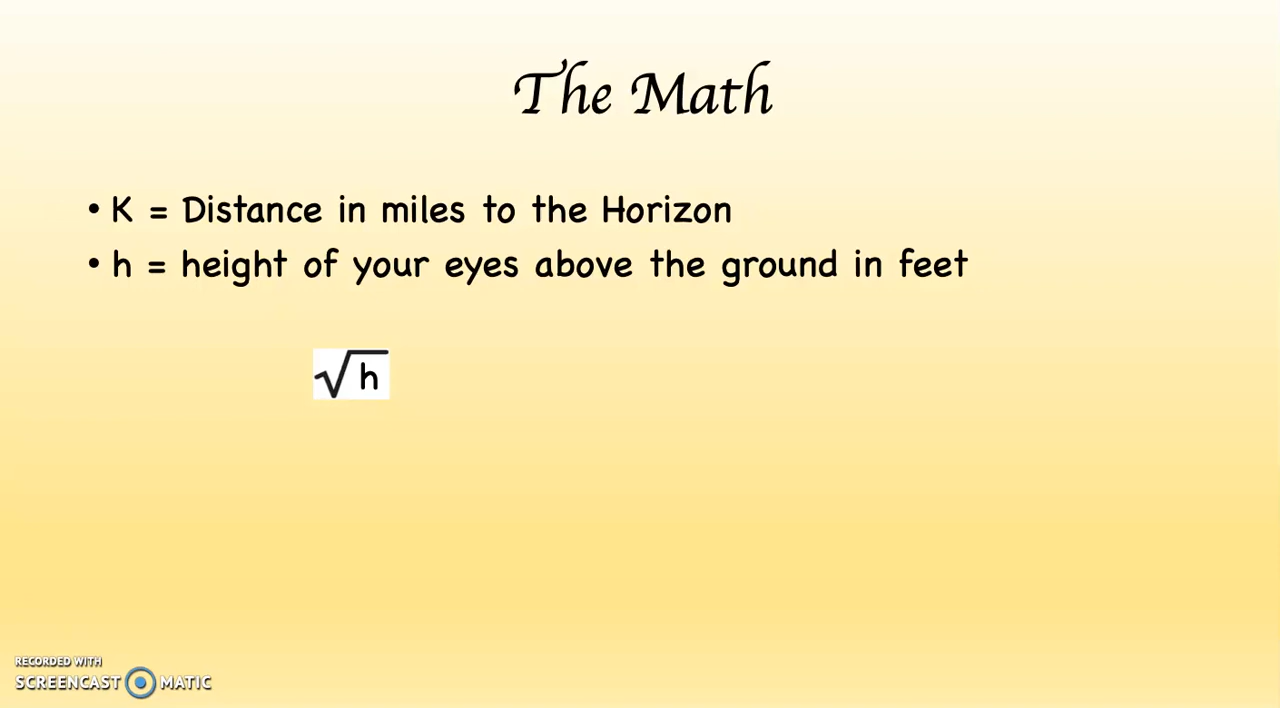 The Math
• K = Distance in miles to the Horizon
• h = height of your eyes above the ground in feet
√h
RECORDED WITH
SCREENCAST MATIC